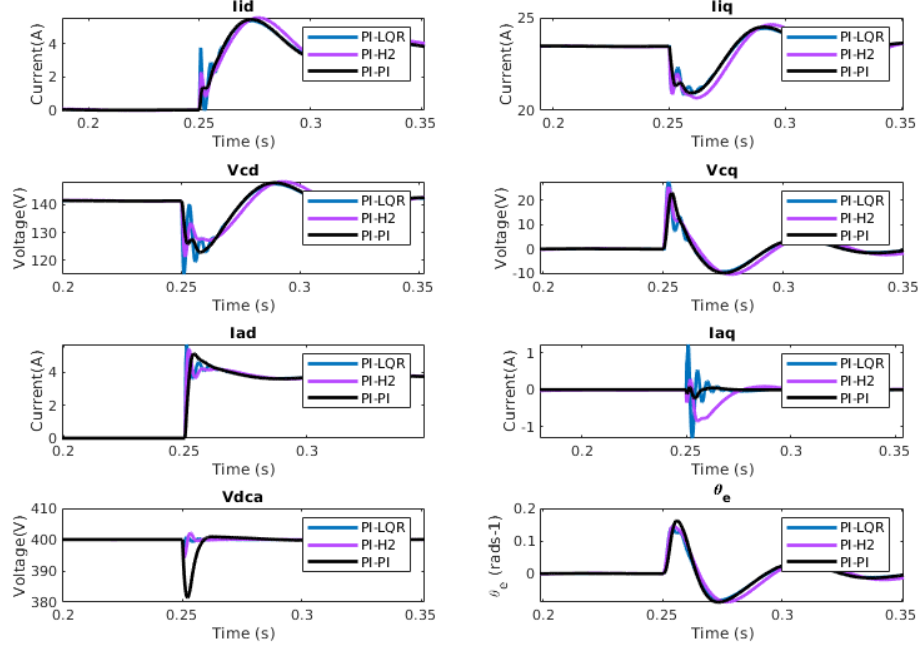 Iid
Current(A)
4
2
0
0.2
0.25
0.3
0.35
Time (s)
PI-LQR
PI-H2
PI-PI
Iiq
Current(A)
25
20
0.2
0.25
0.3
0.35
Time (s)
PI-LQR
PI-H2
PI-PI
Vcd
Voltage(V)
140
130
120
0.2
0.25
0.3
0.35
Time (s)
PI-LQR
PI-H2
PI-PI
Vcq
Voltage(V)
20
10
0
-10
0.2
0.25
0.3
0.35
Time (s)
PI-LQR
PI-H2
PI-PI
Iad
Current(A)
4
2
0
0.2
0.25
0.3
Time (s)
PI-LQR
PI-H2
PI-PI
Iaq
Current(A)
1
0
-1
0.2
0.25
0.3
0.35
Time (s)
PI-LQR
PI-H2
PI-PI
Vdca
Voltage(V)
410
400
390
380
0.2
0.25
0.3
0.35
Time (s)
PI-LQR
PI-H2
PI-PI
θe
θe (rads-1)
0.2
0.1
0
0.2
0.25
0.3
0.35
Time (s)
PI-LQR
PI-H2
PI-PI